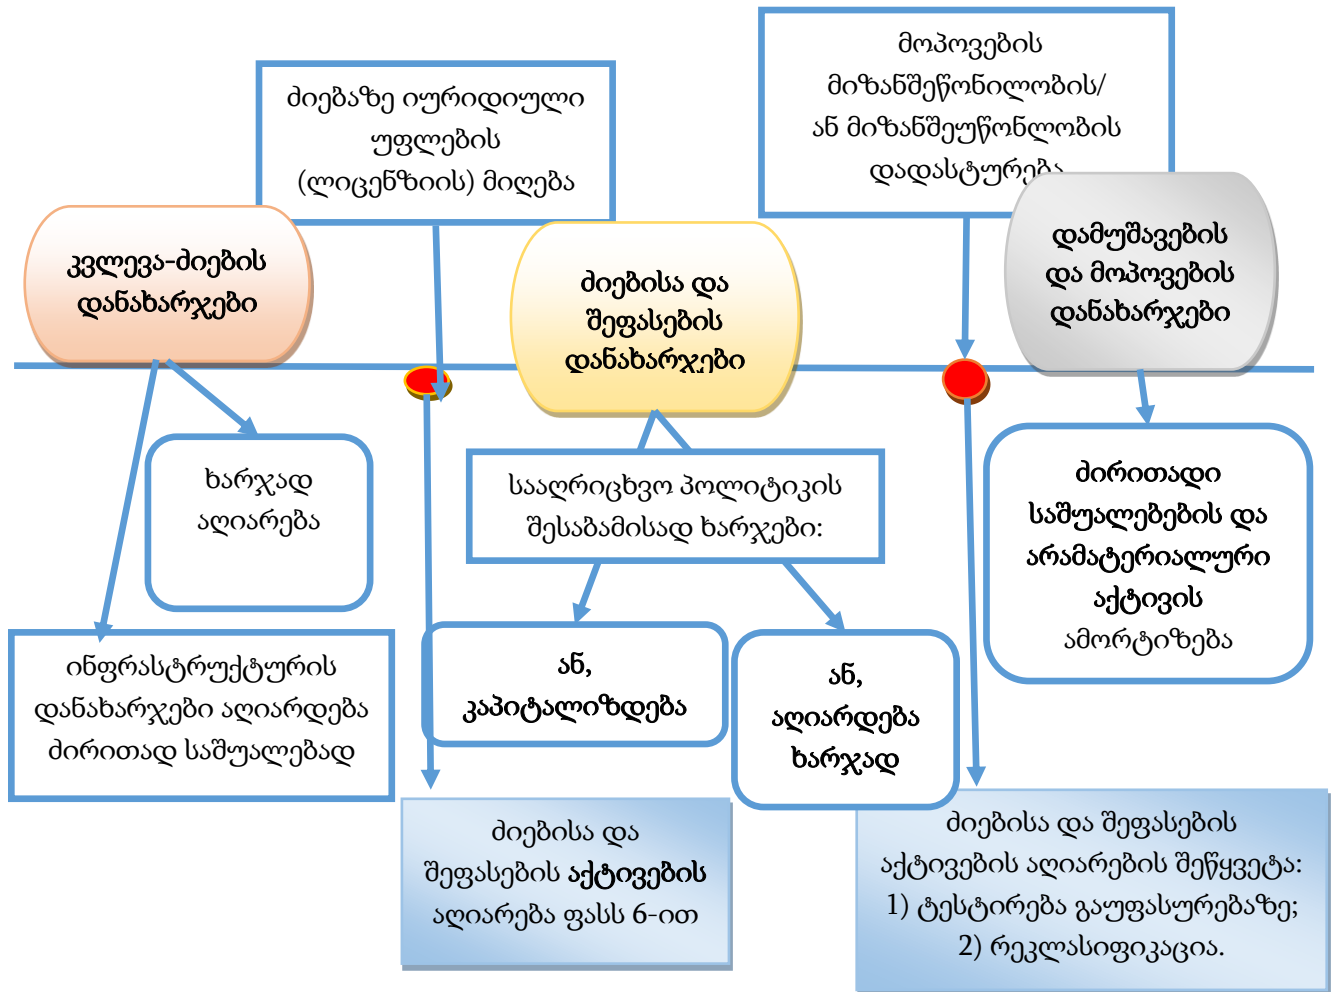 მოპოვების
მიზანშეწონილობის/
ან მიზანშეუწონლობის
დადასტურება
ძიებაზე იურიდიული
უფლების
(ლიცენზიის) მიღება
კვლევა-ძიების
დანახარჯები
ძიებისა და
შეფასების
დანახარჯები
დამუშავების
და მოპოვების
დანახარჯები
ხარჯად
აღიარება
სააღრიცხვო პოლიტიკის
შესაბამისად ხარჯები:
ძირითადი
საშუალებების და
არამატერიალური
აქტივის
ამორტიზება
ინფრასტრუქტურის
დანახარჯები აღიარდება
ძირითად საშუალებად
ან,
კაპიტალიზდება
ან,
აღიარდება
ხარჯად
ძიებისა და
შეფასების აქტივების
აღიარება ფასს 6-ით
ძიებისა და შეფასების
აქტივების აღიარების შეწყვეტა:
1) ტესტირება გაუფასურებაზე;
2) რეკლასიფიკაცია.